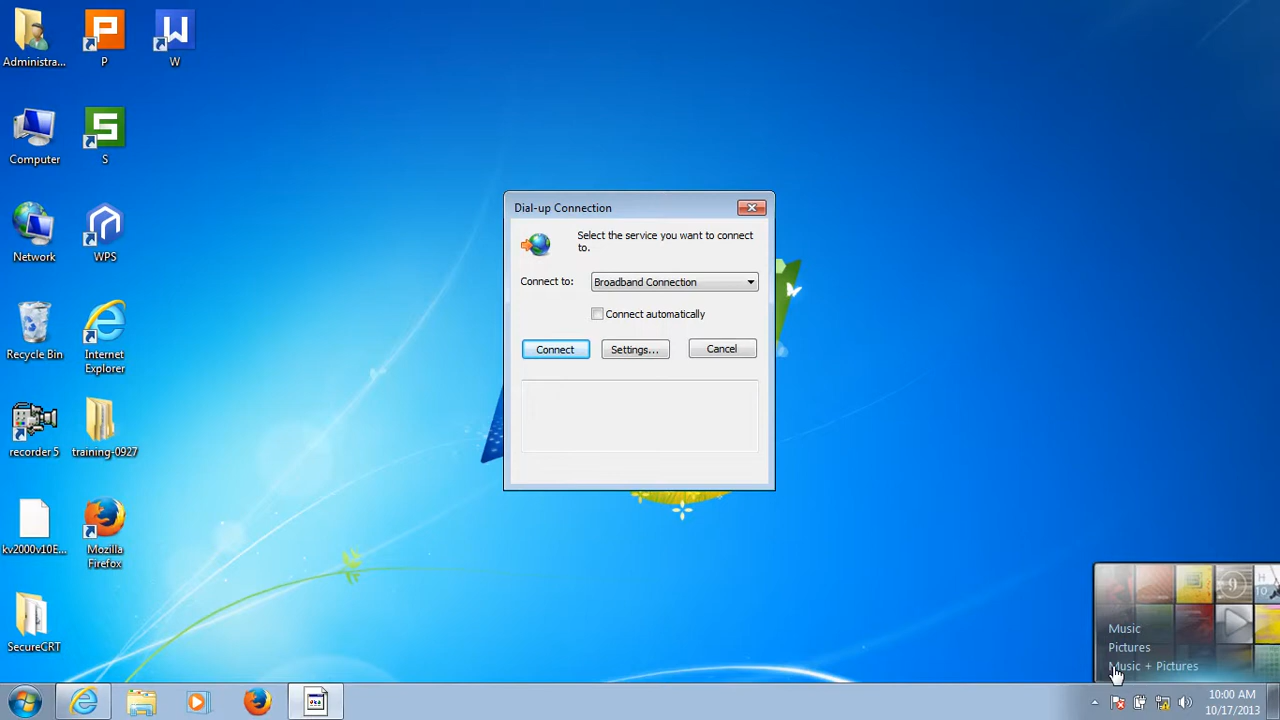 Administra...
P
W
Computer
S
Network
WPS
Recycle Bin
Internet
Explorer
recorder 5
training-0927
kv2000v10E...
Mozilla
Firefox
SecureCRT
Dial-up Connection
Select the service you want to connect
to.
Connect to:
Broadband Connection
Connect automatically
Connect
Settings...
Cancel
Music
Pictures
Music + Pictures
10:00 AM
10/17/2013